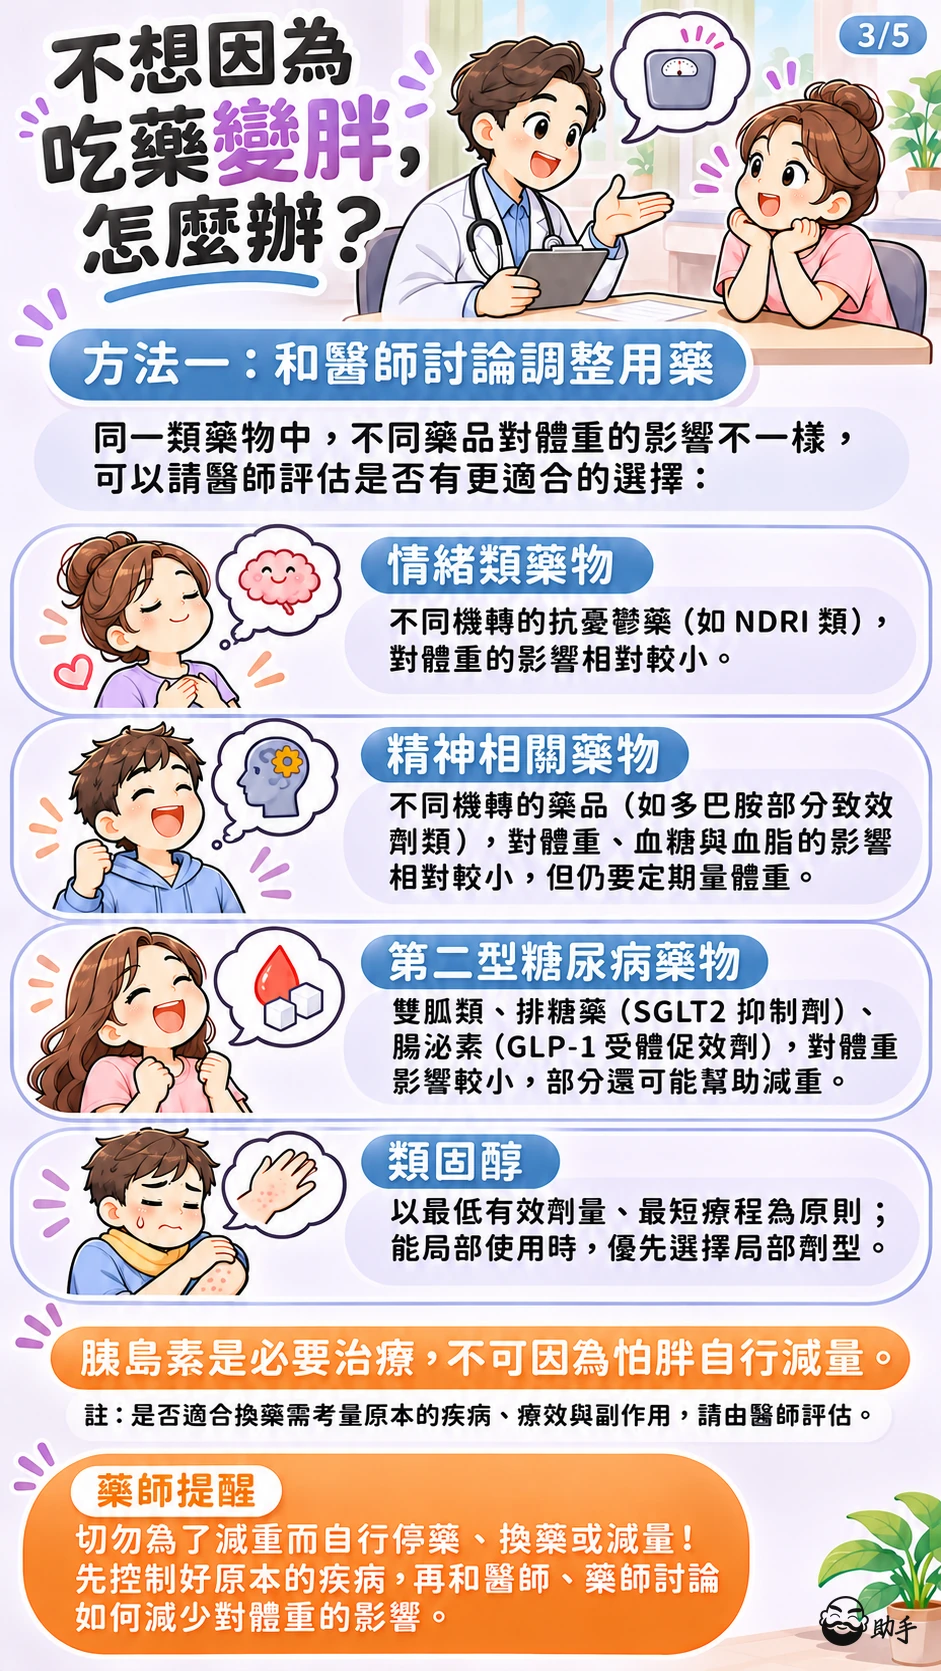 3/5
不想因為
吃藥變胖，
怎麼辦？
方法一：和醫師討論調整用藥
同一類藥物中，不同藥品對體重的影響不一樣，
可以請醫師評估是否有更適合的選擇：
情緒類藥物
不同機轉的抗憂鬱藥（如 NDRI 類），
對體重的影響相對較小。
精神相關藥物
不同機轉的藥品（如多巴胺部分致效
劑類），對體重、血糖與血脂的影響
相對較小，但仍要定期量體重。
第二型糖尿病藥物
雙胍類、排糖藥（SGLT2 抑制劑）、
腸泌素（GLP-1 受體促效劑），對體重
影響較小，部分還可能幫助減重。
類固醇
以最低有效劑量、最短療程為原則；
能局部使用時，優先選擇局部劑型。
胰島素是必要治療，不可因為怕胖自行減量。
註：是否適合換藥需考量原本的疾病、療效與副作用，請由醫師評估。
藥師提醒
切勿為了減重而自行停藥、換藥或減量！
先控制好原本的疾病，再和醫師、藥師討論
如何減少對體重的影響。
助手